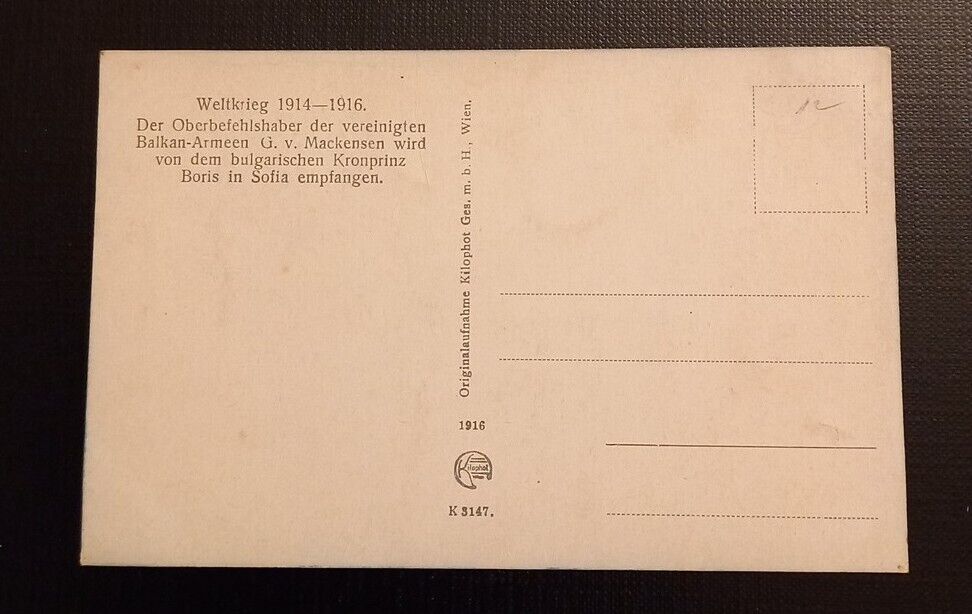 Weltkrieg 1914—1916.
Der Oberbefehlshaber der vereinigten
Balkan-Armeen G. v. Mackensen wird
von dem bulgarischen Kronprinz
Boris in Sofia empfangen.
Originalaufnahme Kilophot Ges. m. b. H., Wien.
1916
Kilophot
K 3147.